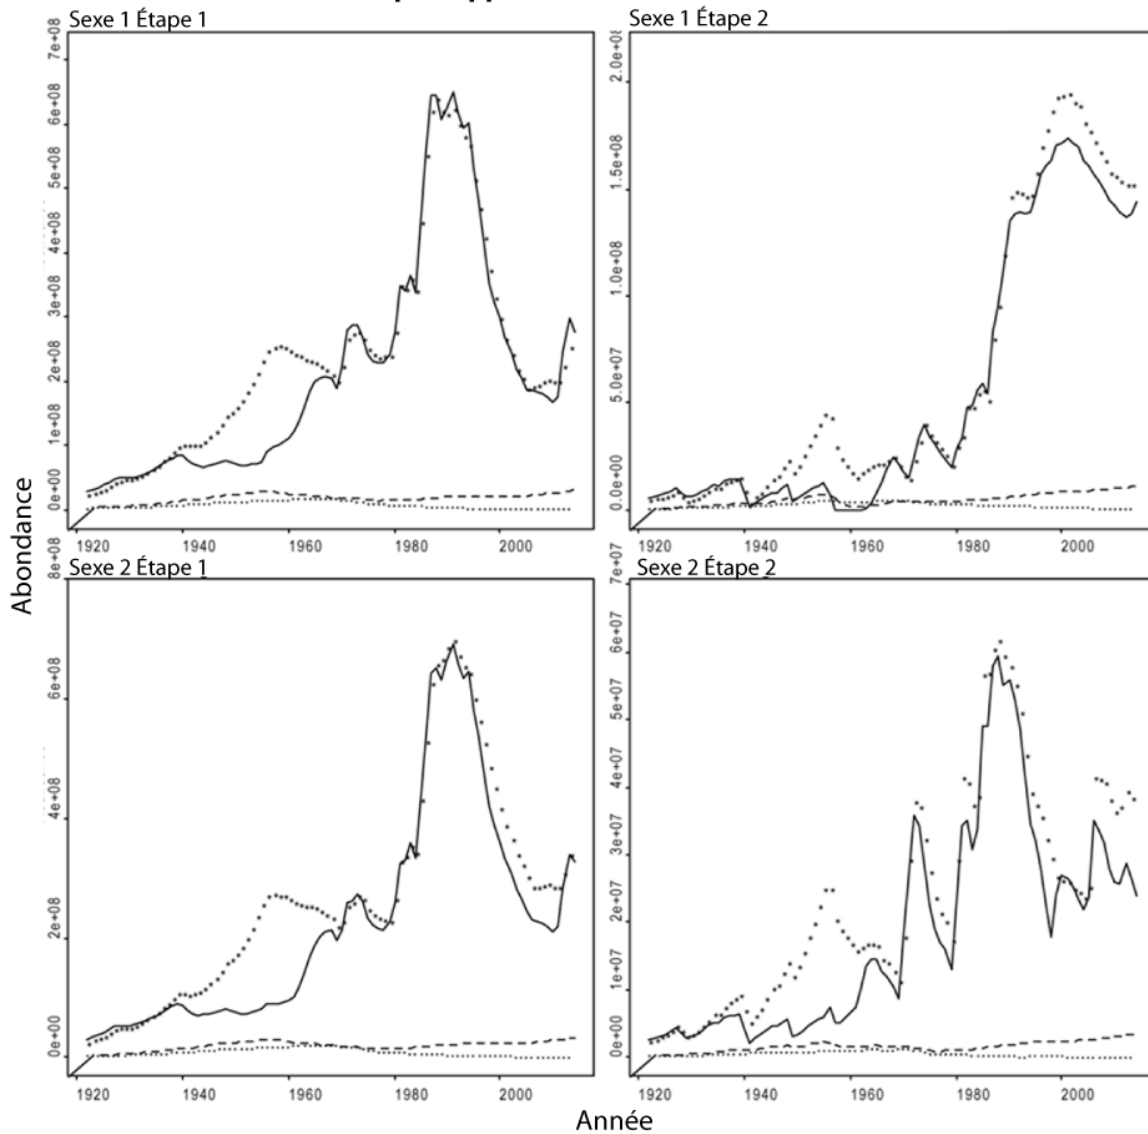 Sexe 1 Étape 1
7e+08
6e+08
5e+08
4e+08
3e+08
2e+08
1e+08
0e+00
1920 1940 1960 1980 2000
Sexe 1 Étape 2
2.0e+08
1.5e+08
1.0e+08
5.0e+07
0.0e+00
1920 1940 1960 1980 2000
Abondance
Sexe 2 Étape 1
8e+08
6e+08
4e+08
2e+08
0e+00
1920 1940 1960 1980 2000
Sexe 2 Étape 2
7e+07
6e+07
5e+07
4e+07
3e+07
2e+07
1e+07
0e+00
1920 1940 1960 1980 2000
Année